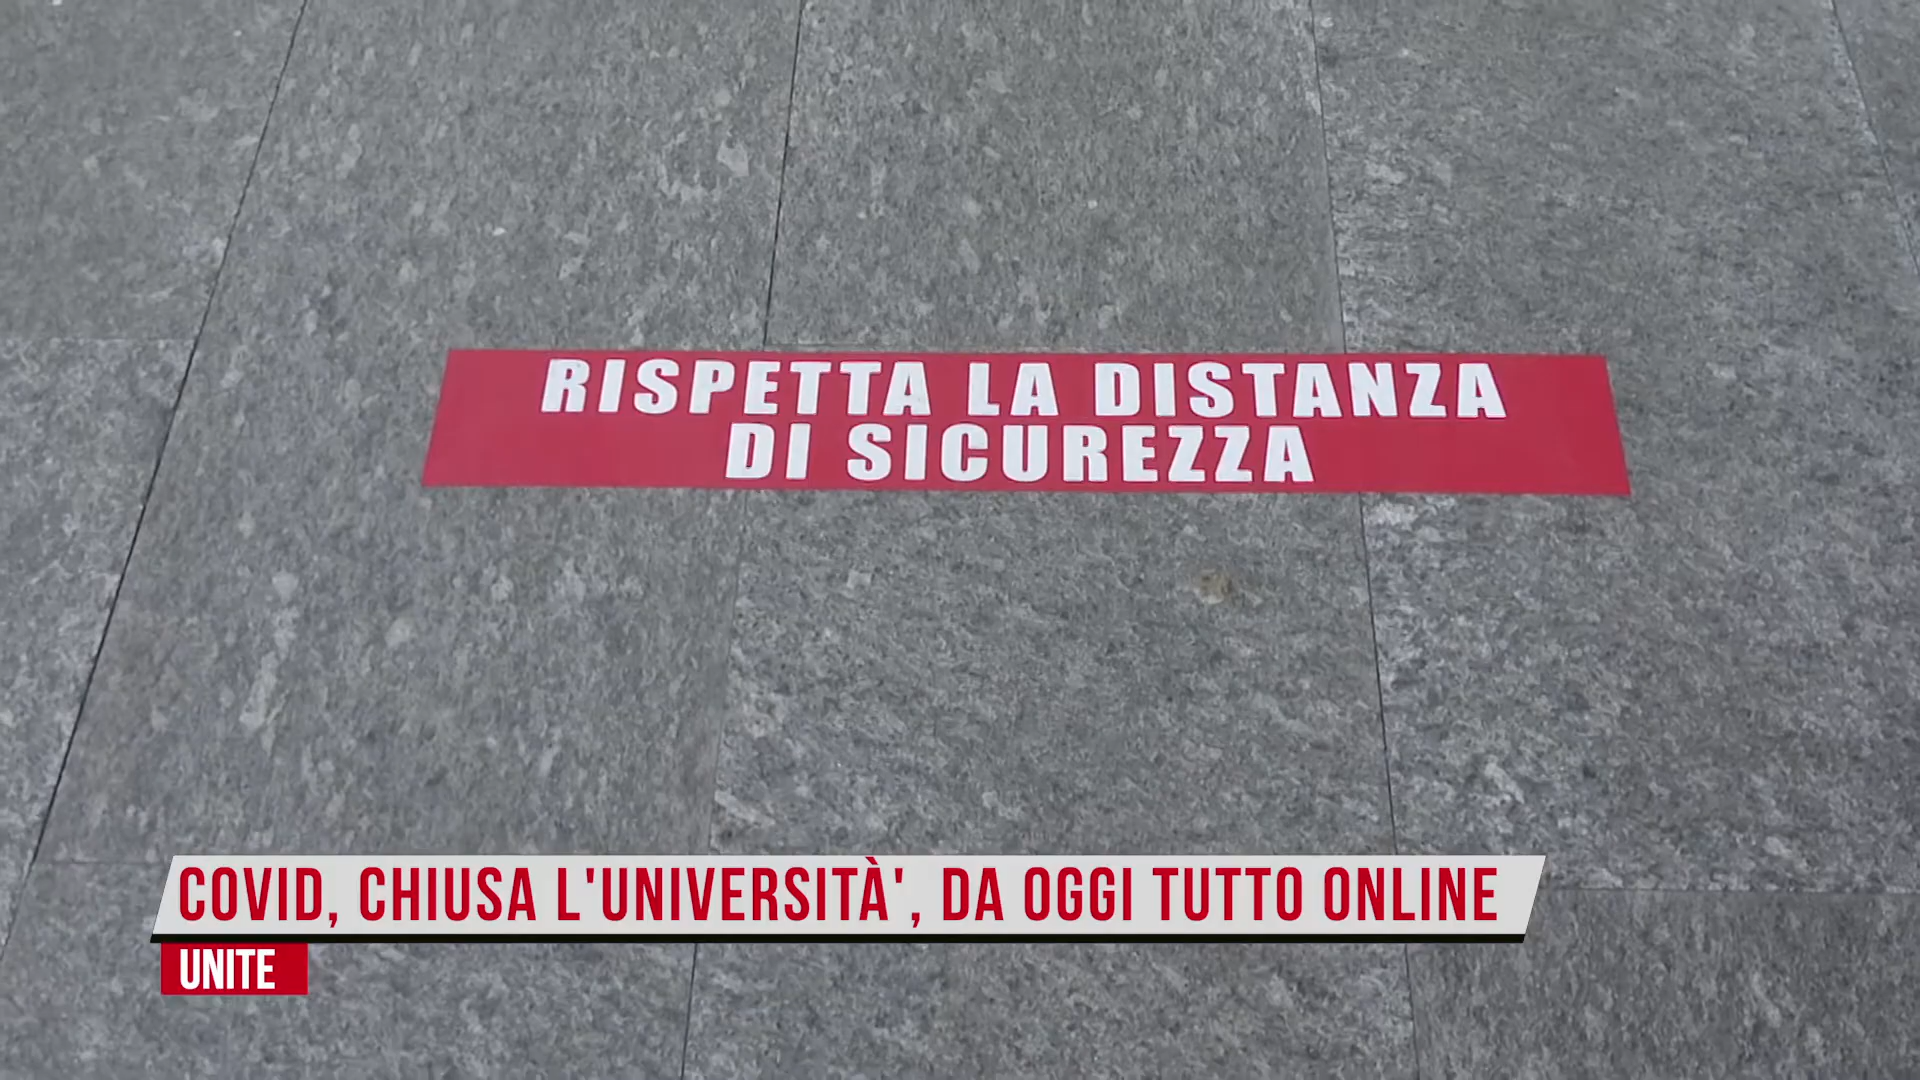 RISPETTA LA DISTANZA
DI SICUREZZA
COVID, CHIUSA L'UNIVERSITÀ', DA OGGI TUTTO ONLINE
UNITE